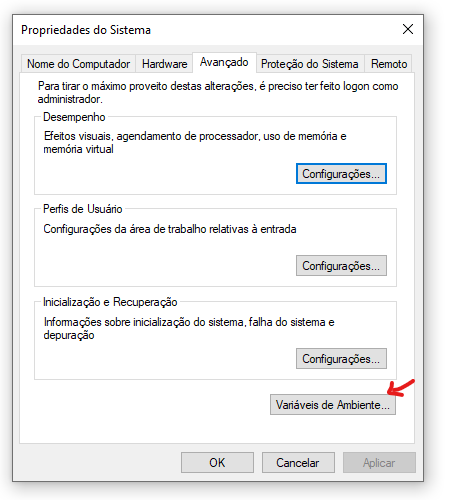 Propriedades do Sistema
Nome do Computador
Hardware
Avançado
Proteção do Sistema
Remoto
Para tirar o máximo proveito destas alterações, é preciso ter feito logon como
administrador.
Desempenho
Efeitos visuais, agendamento de processador, uso de memória e
memória virtual
Configurações...
Perfis de Usuário
Configurações da área de trabalho relativas à entrada
Configurações...
Inicialização e Recuperação
Informações sobre inicialização do sistema, falha do sistema e
depuração
Configurações...
Variáveis de Ambiente...
OK
Cancelar
Aplicar